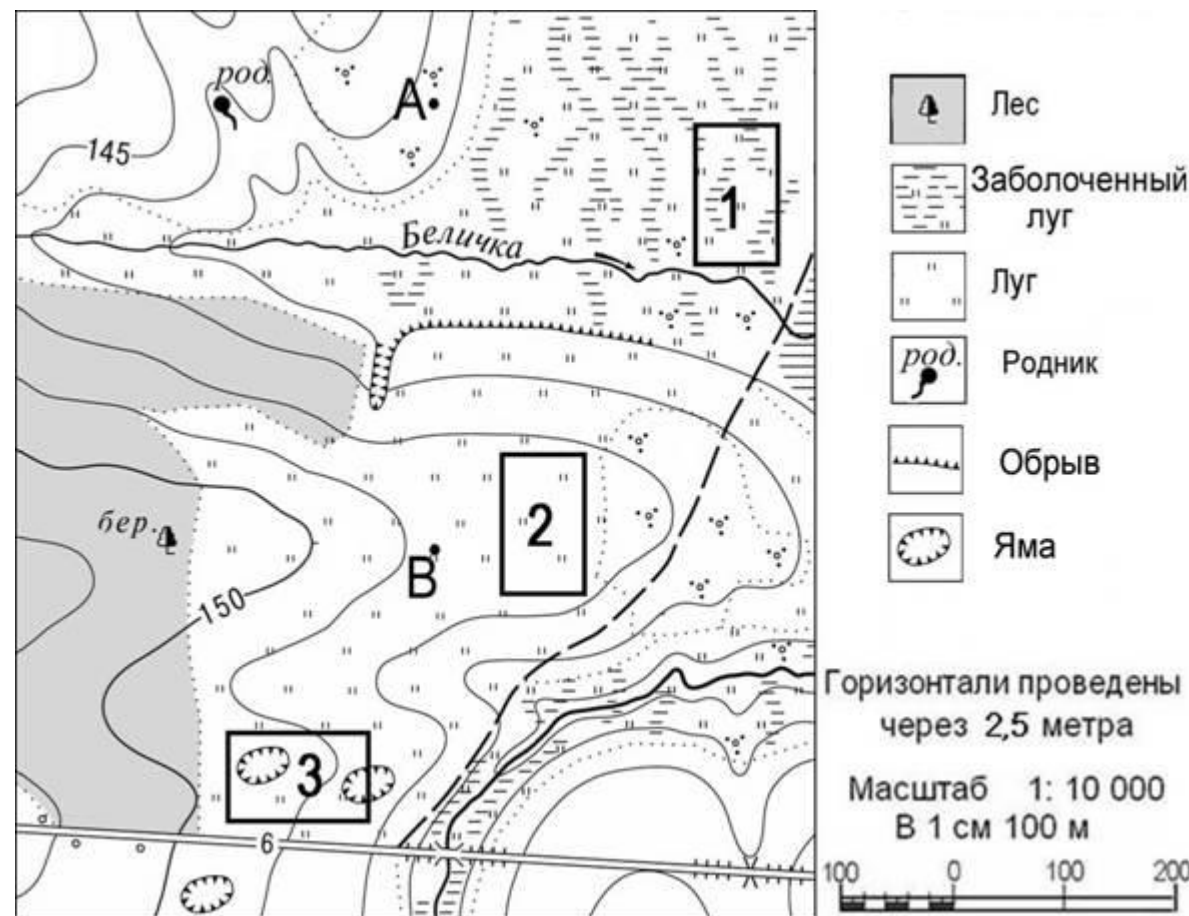 род.
А
145
1
Беличка
2
бер.
В
150
3
6
Лес
Заболоченный
луг
Луг
род.
Родник
Обрыв
Яма
Горизонтали проведены
через 2,5 метра
Масштаб 1: 10 000
В 1 см 100 м
100 0 100 200